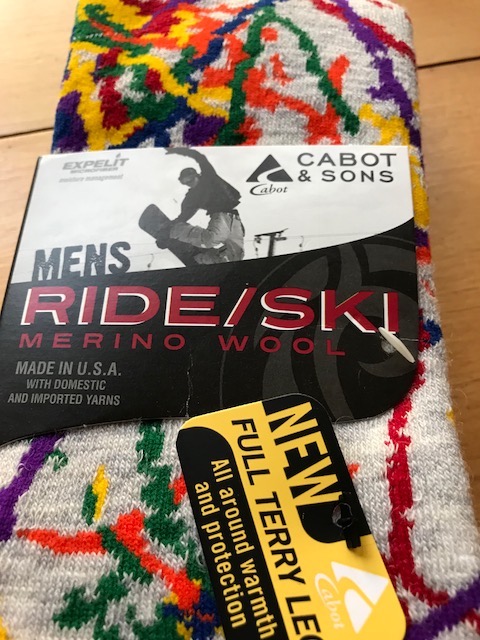 EXPELIT
MICROFIBER
moisture management
CABOT
& SONS
Cabot
MENS
RIDE/SKI
MERINO WOOL
MADE IN U.S.A.
WITH DOMESTIC
AND IMPORTED YARNS
NEW
FULL TERRY LEG
All around warmth
and protection
Cabot